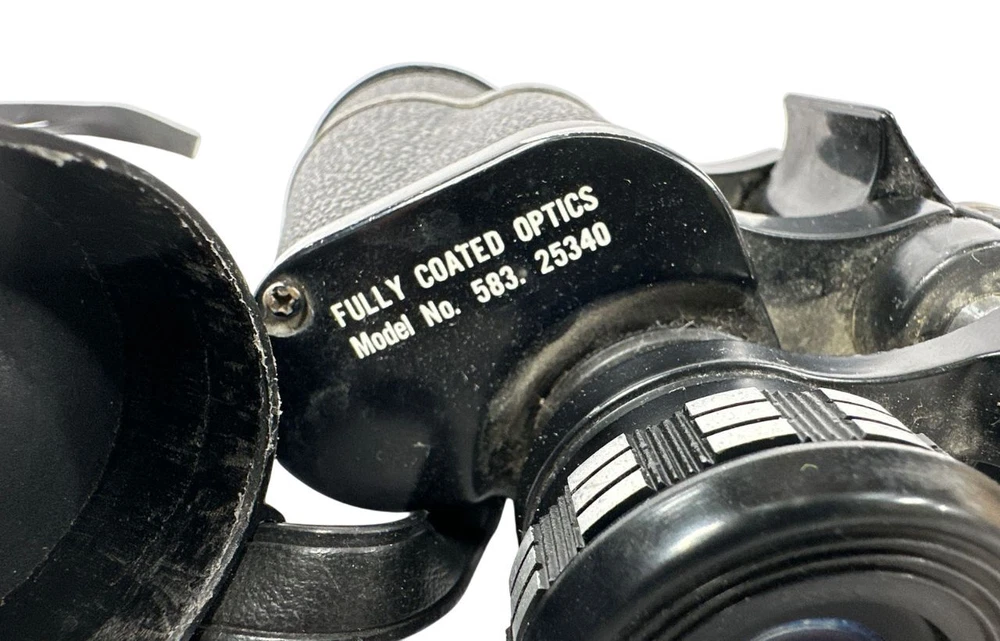 FULLY COATED OPTICS
Model No. 583. 25340